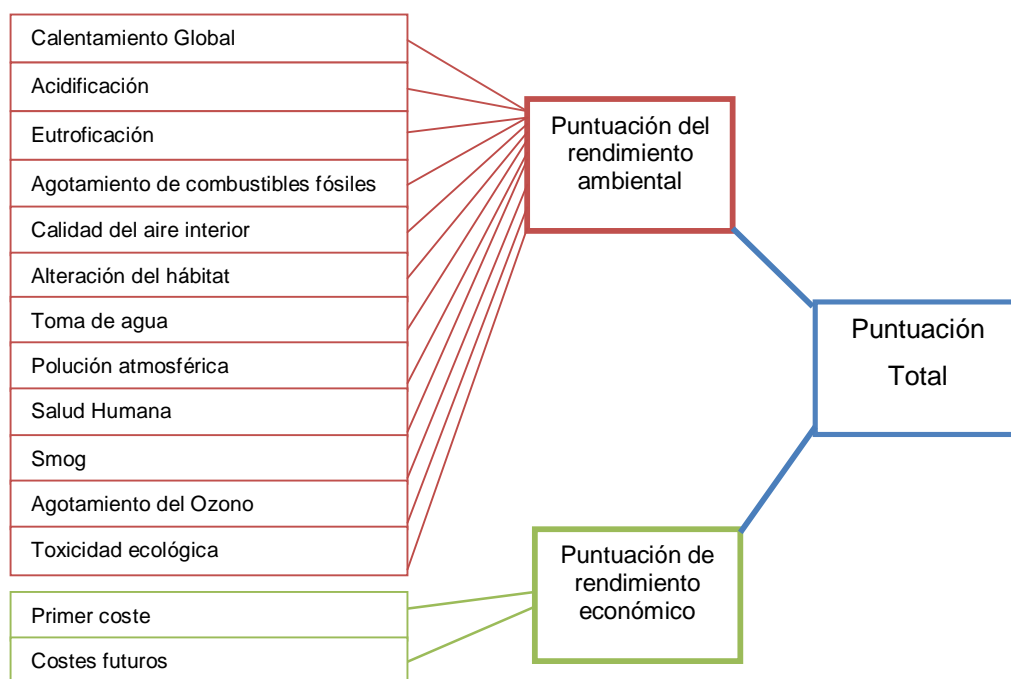 Calentamiento Global
Acidificación
Eutroficación
Agotamiento de combustibles fósiles
Calidad del aire interior
Alteración del hábitat
Toma de agua
Polución atmosférica
Salud Humana
Smog
Agotamiento del Ozono
Toxicidad ecológica
Primer coste
Costes futuros
Puntuación del
rendimiento
ambiental
Puntuación de
rendimiento
económico
Puntuación
Total